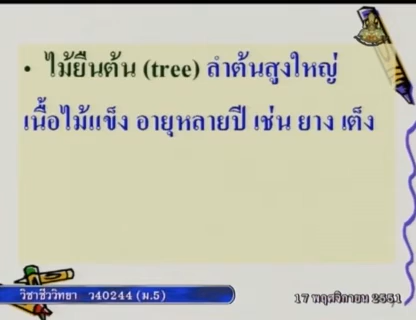 • ไม้ยืนต้น (tree) ลำต้นสูงใหญ่
เนื้อไม้แข็ง อายุหลายปี เช่น ยาง เต็ง
วิชาชีววิทยา ว40244 (ม.5)
17 พฤศจิกายน 2551